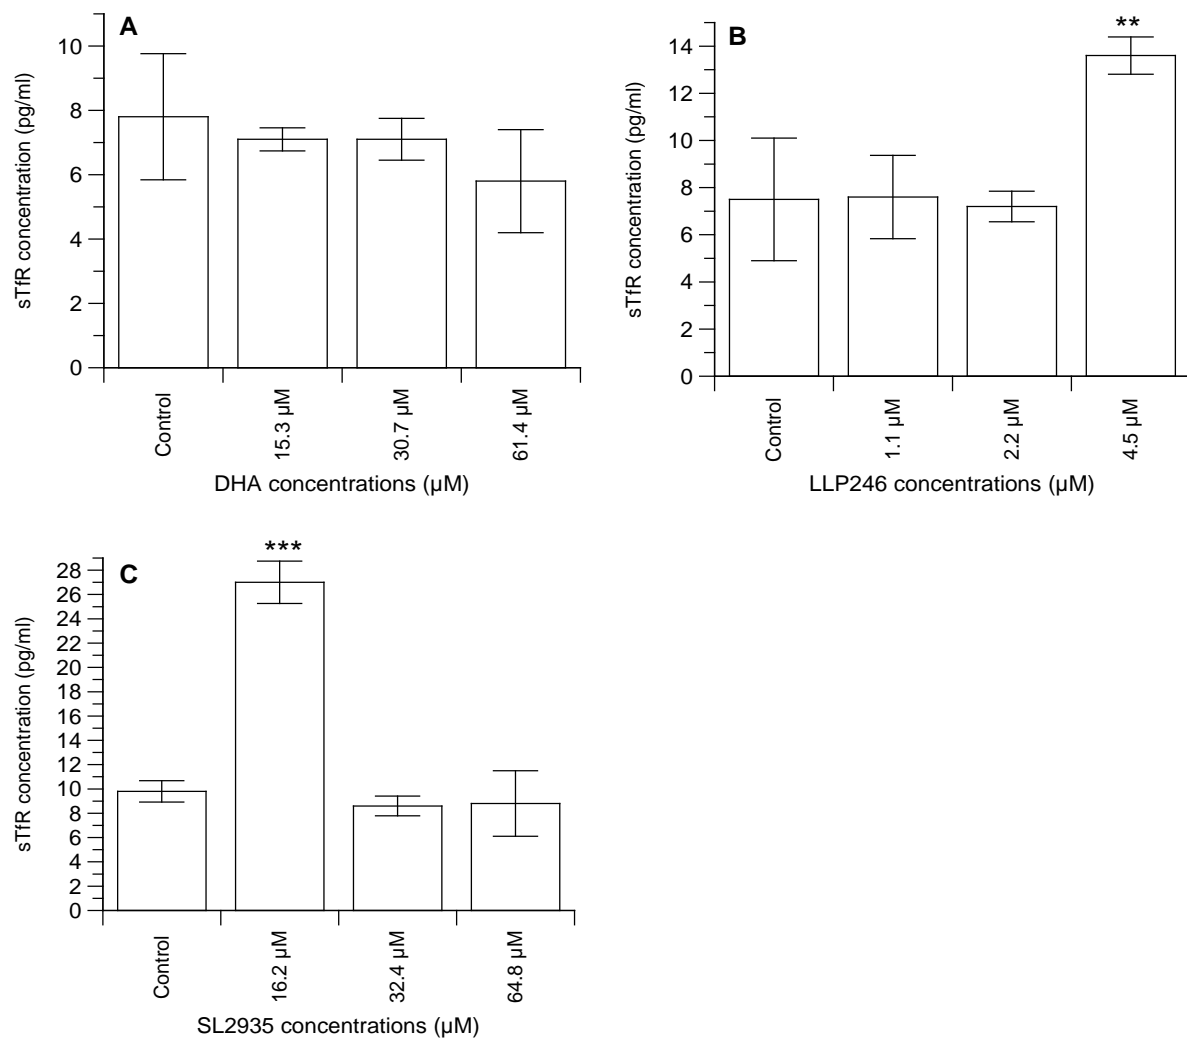 A
sTfR concentration (pg/ml)
10
8
6
4
2
0
Control
15.3 µM
30.7 µM
61.4 µM
DHA concentrations (µM)
B
**
sTfR concentration (pg/ml)
14
12
10
8
6
4
2
0
Control
1.1 µM
2.2 µM
4.5 µM
LLP246 concentrations (µM)
C
***
sTfR concentration (pg/ml)
28
26
24
22
20
18
16
14
12
10
8
6
4
2
0
Control
16.2 µM
32.4 µM
64.8 µM
SL2935 concentrations (µM)